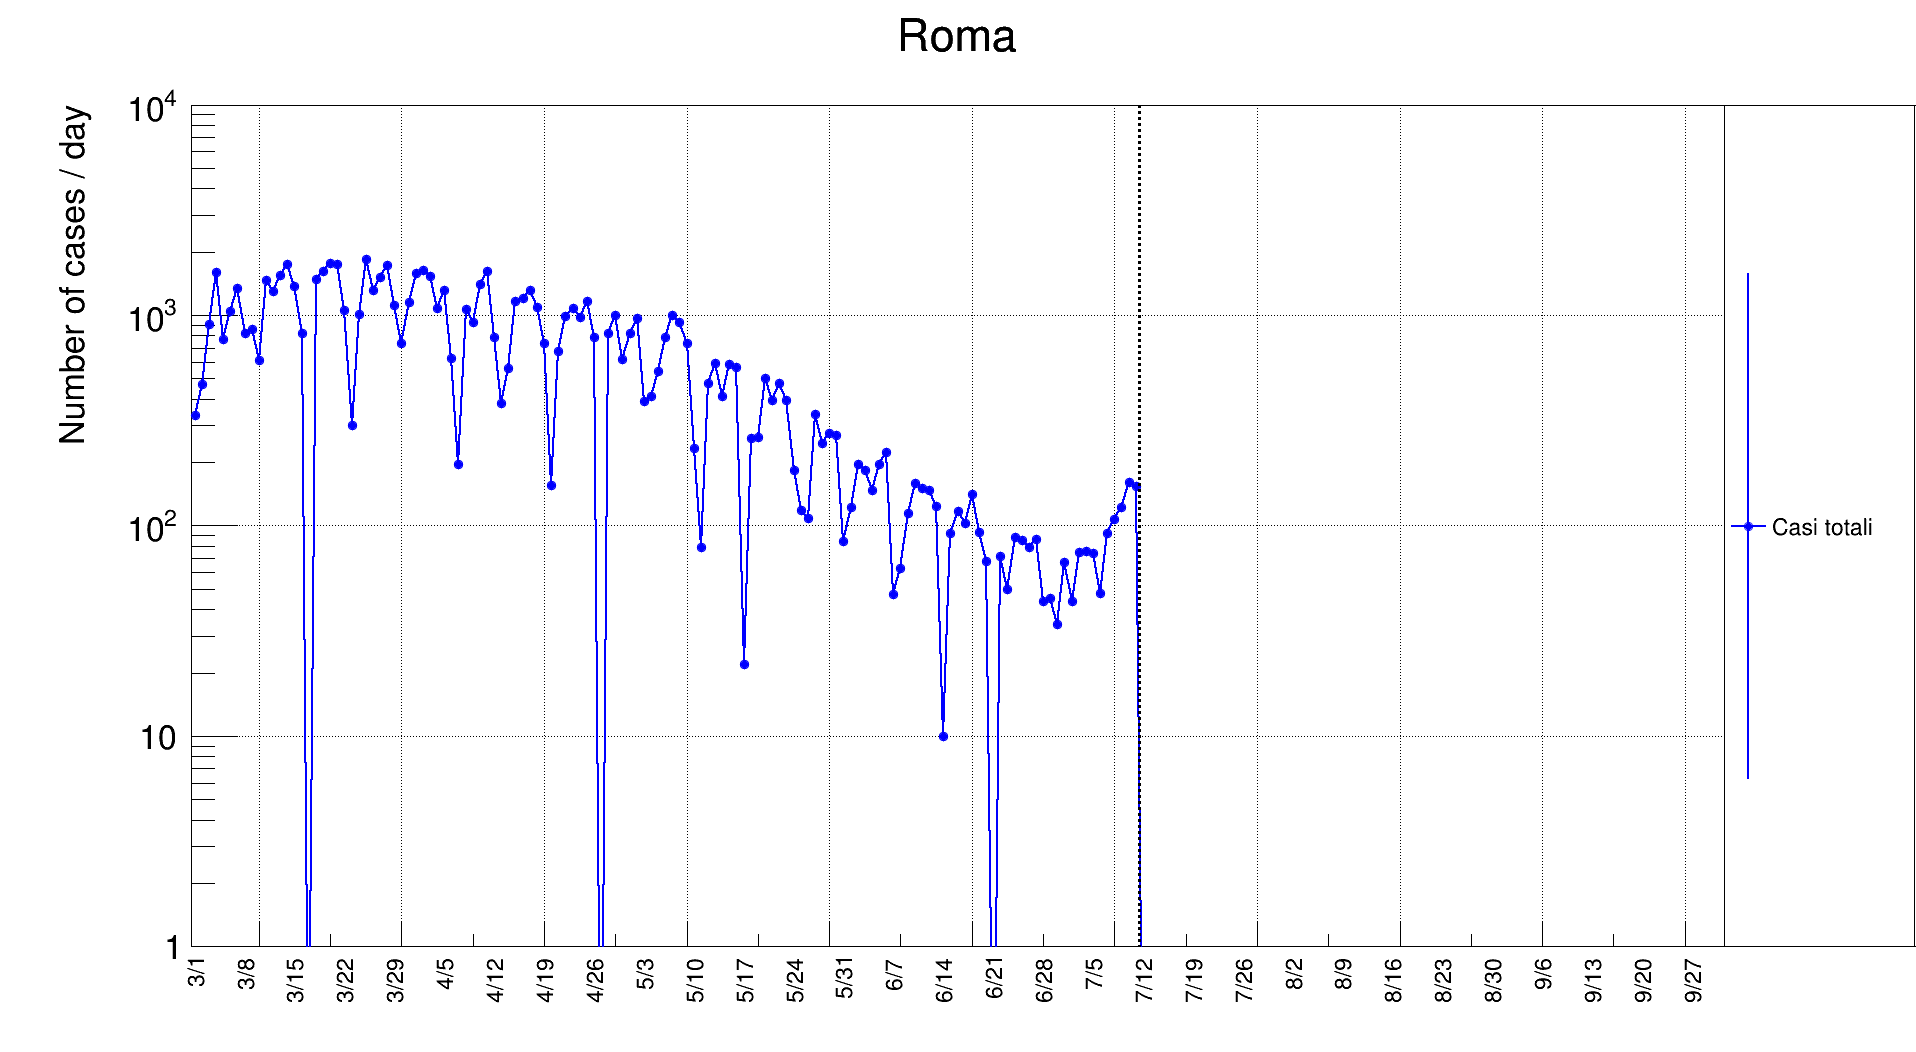 Roma
Number of cases / day
10^4
10^3
10^2
10
1
3/1 3/8 3/15 3/22 3/29 4/5 4/12 4/19 4/26 5/3 5/10 5/17 5/24 5/31 6/7 6/14 6/21 6/28 7/5 7/12 7/19 7/26 8/2 8/9 8/16 8/23 8/30 9/6 9/13 9/20 9/27
Casi totali